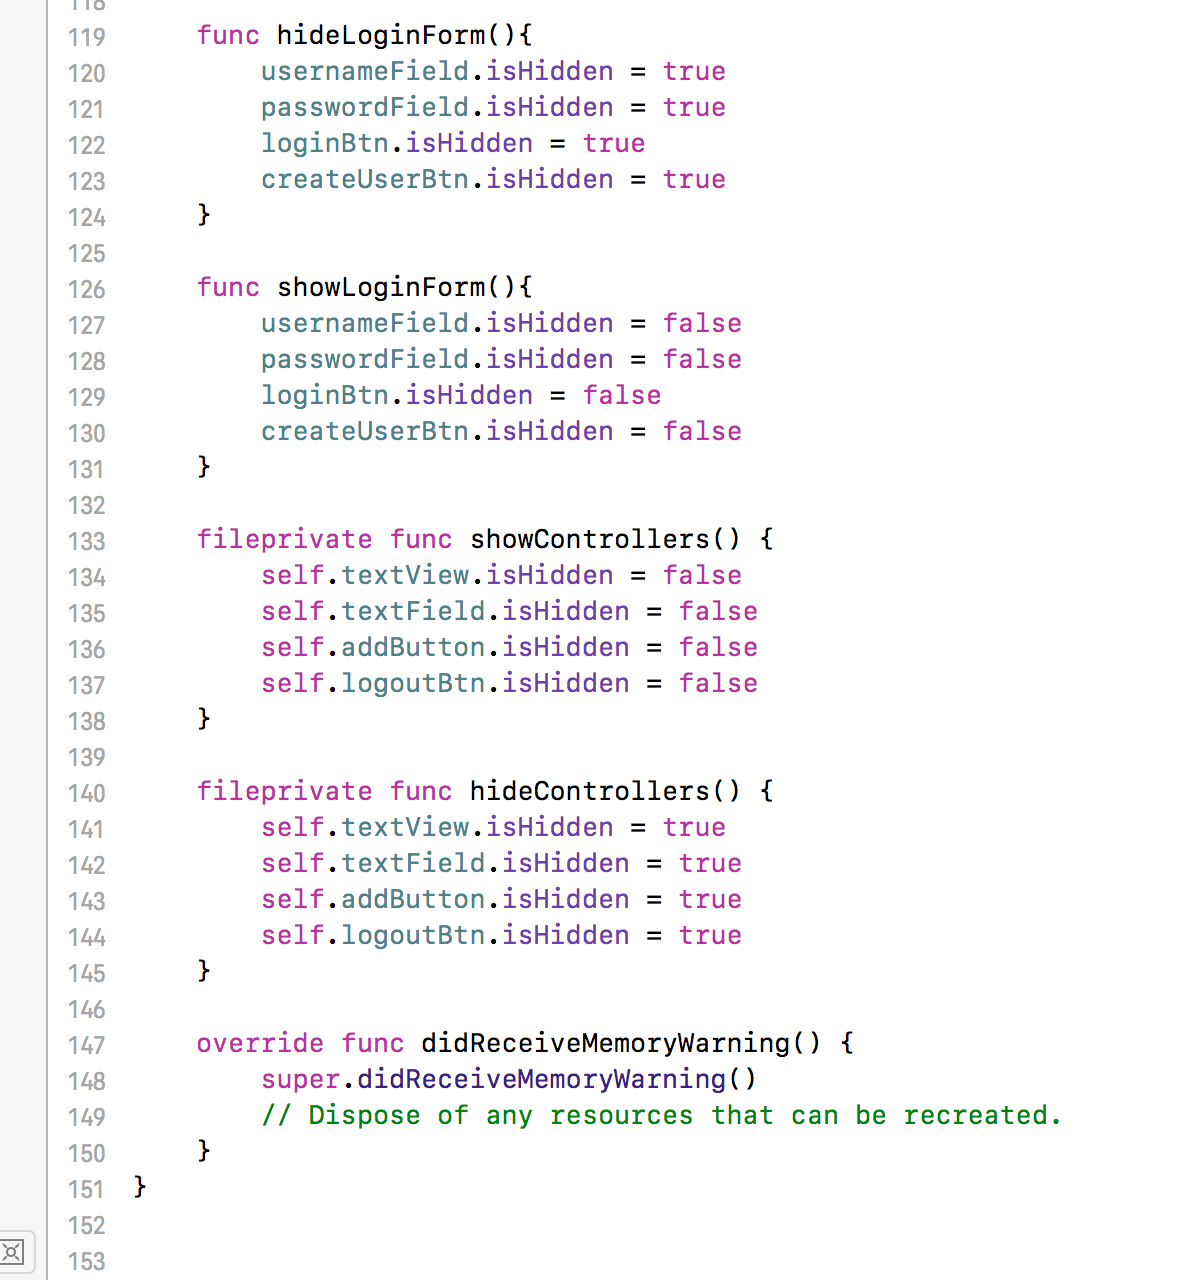 118
119 func hideLoginForm(){
120 usernameField.isHidden = true
121 passwordField.isHidden = true
122 loginBtn.isHidden = true
123 createUserBtn.isHidden = true
124 }
125
126 func showLoginForm(){
127 usernameField.isHidden = false
128 passwordField.isHidden = false
129 loginBtn.isHidden = false
130 createUserBtn.isHidden = false
131 }
132
133 fileprivate func showControllers() {
134 self.textView.isHidden = false
135 self.textField.isHidden = false
136 self.addButton.isHidden = false
137 self.logoutBtn.isHidden = false
138 }
139
140 fileprivate func hideControllers() {
141 self.textView.isHidden = true
142 self.textField.isHidden = true
143 self.addButton.isHidden = true
144 self.logoutBtn.isHidden = true
145 }
146
147 override func didReceiveMemoryWarning() {
148 super.didReceiveMemoryWarning()
149 // Dispose of any resources that can be recreated.
150 }
151 }
152
153